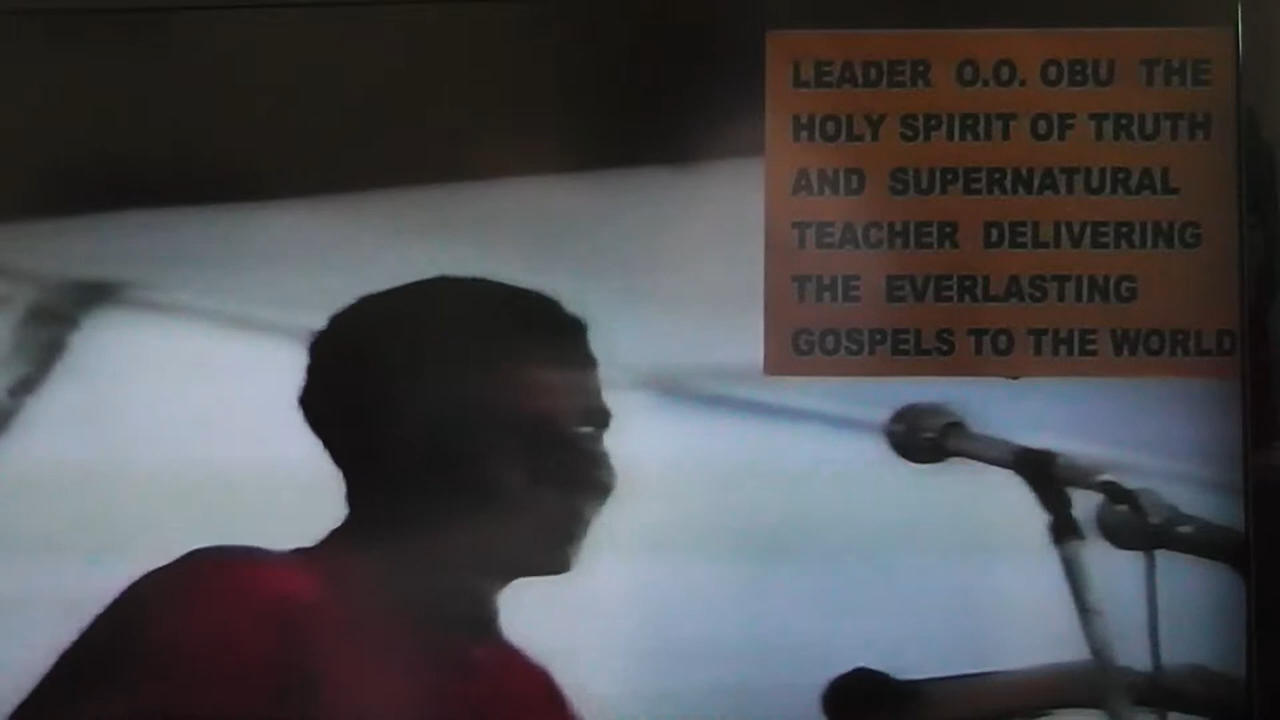 LEADER O.O. OBU THE
HOLY SPIRIT OF TRUTH
AND SUPERNATURAL
TEACHER DELIVERING
THE EVERLASTING
GOSPELS TO THE WORLD